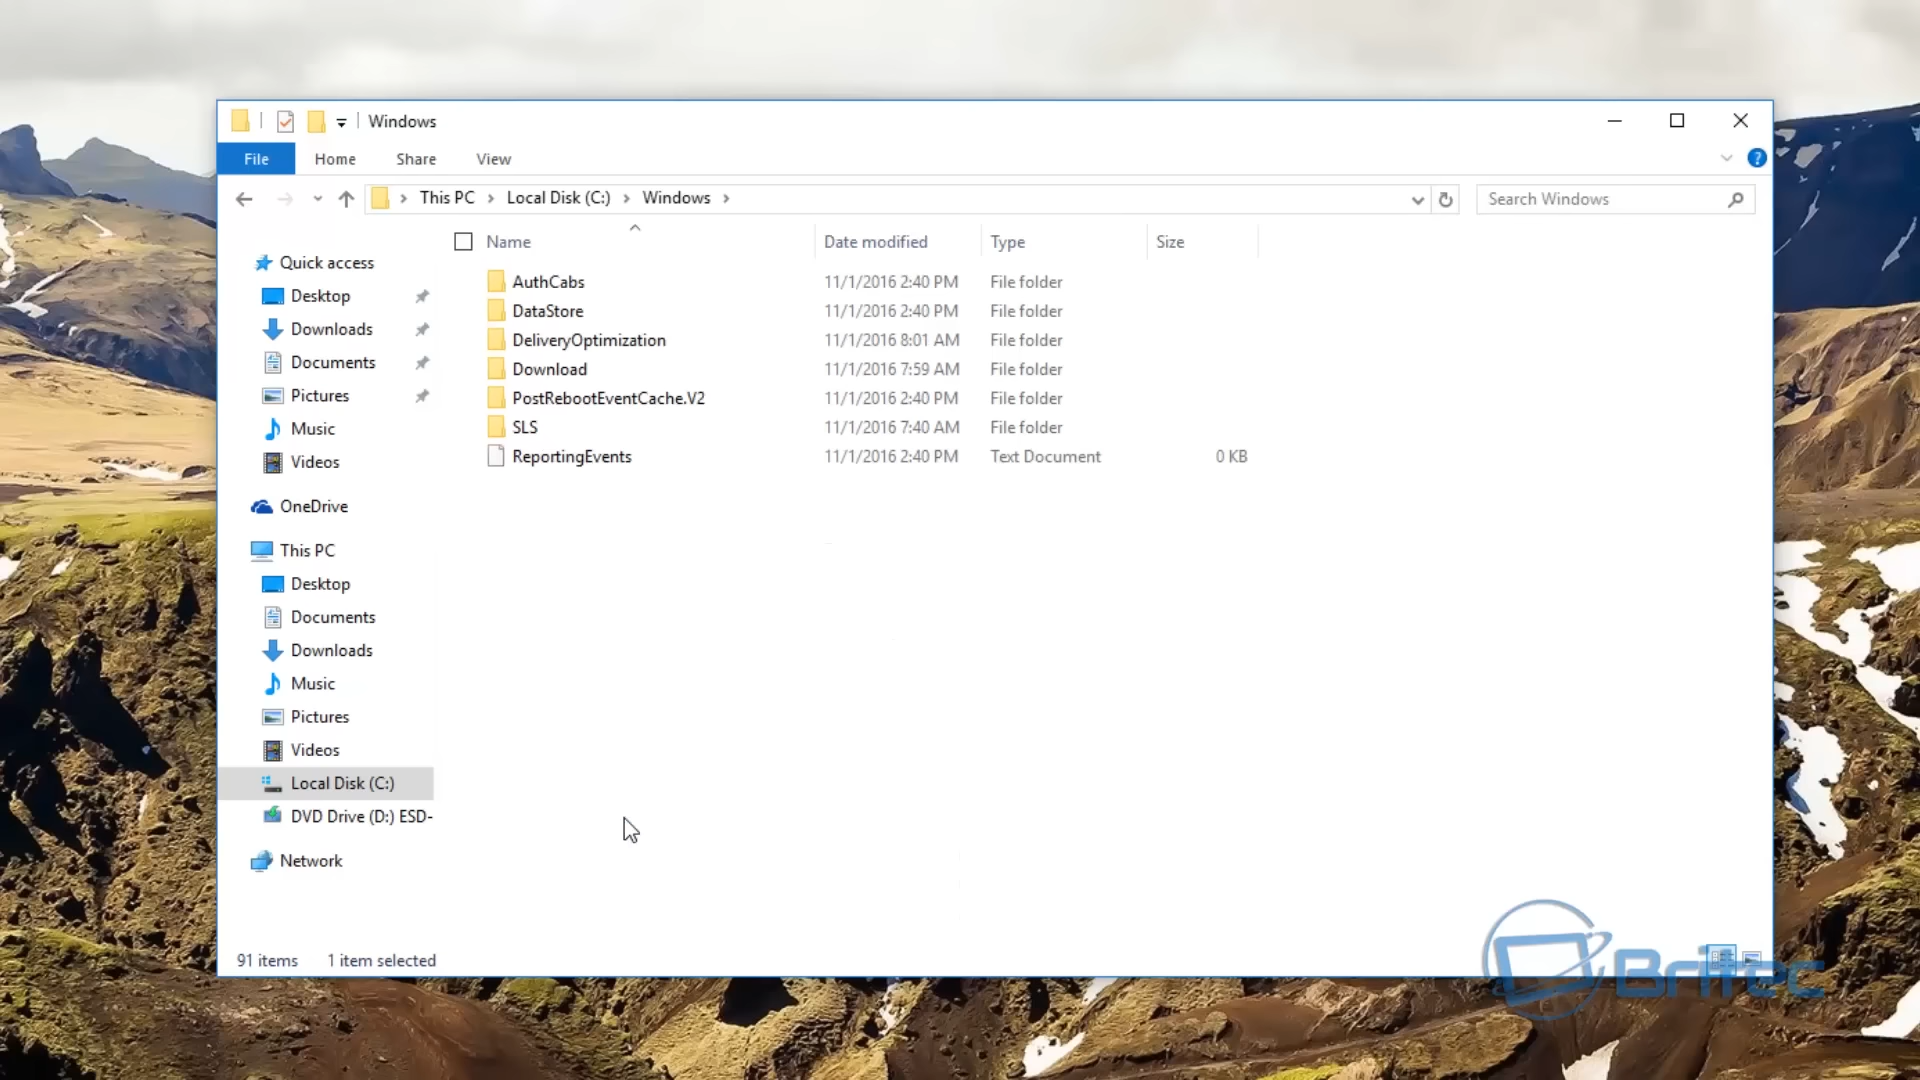 Windows
File Home Share View
This PC Local Disk (C:) Windows
Search Windows
Name Date modified Type Size
AuthCabs 11/1/2016 2:40 PM File folder
DataStore 11/1/2016 2:40 PM File folder
DeliveryOptimization 11/1/2016 8:01 AM File folder
Download 11/1/2016 7:59 AM File folder
PostRebootEventCache.V2 11/1/2016 2:40 PM File folder
SLS 11/1/2016 7:40 AM File folder
ReportingEvents 11/1/2016 2:40 PM Text Document 0 KB
Quick access
Desktop
Downloads
Documents
Pictures
Music
Videos
OneDrive
This PC
Desktop
Documents
Downloads
Music
Pictures
Videos
Local Disk (C:)
DVD Drive (D:) ESD-
Network
91 items 1 item selected
Britec